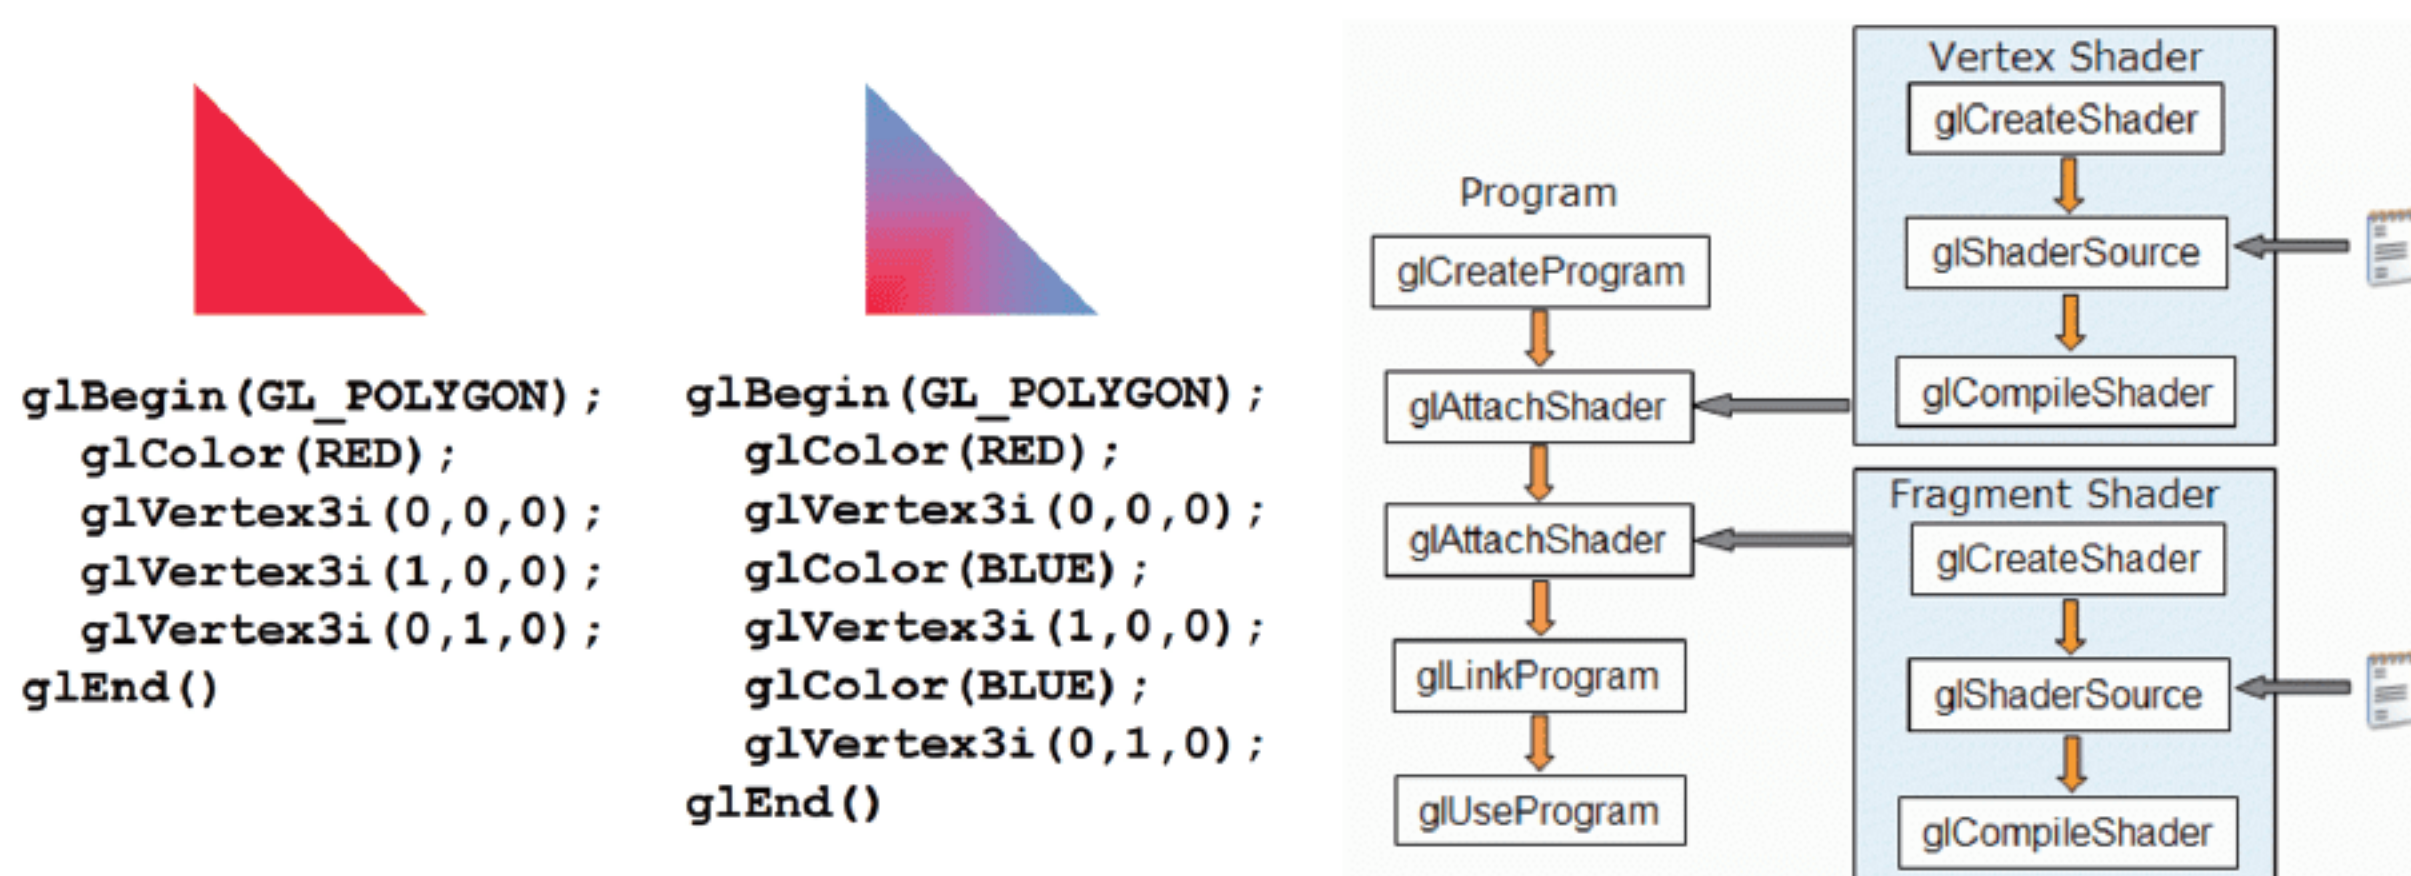 glBegin(GL_POLYGON);
glColor(RED);
glVertex3i(0,0,0);
glVertex3i(1,0,0);
glVertex3i(0,1,0);
glEnd()
glBegin(GL_POLYGON);
glColor(RED);
glVertex3i(0,0,0);
glColor(BLUE);
glVertex3i(1,0,0);
glColor(BLUE);
glVertex3i(0,1,0);
glEnd()
Program
glCreateProgram
glAttachShader
glAttachShader
glLinkProgram
glUseProgram
Vertex Shader
glCreateShader
glShaderSource
glCompileShader
Fragment Shader
glCreateShader
glShaderSource
glCompileShader